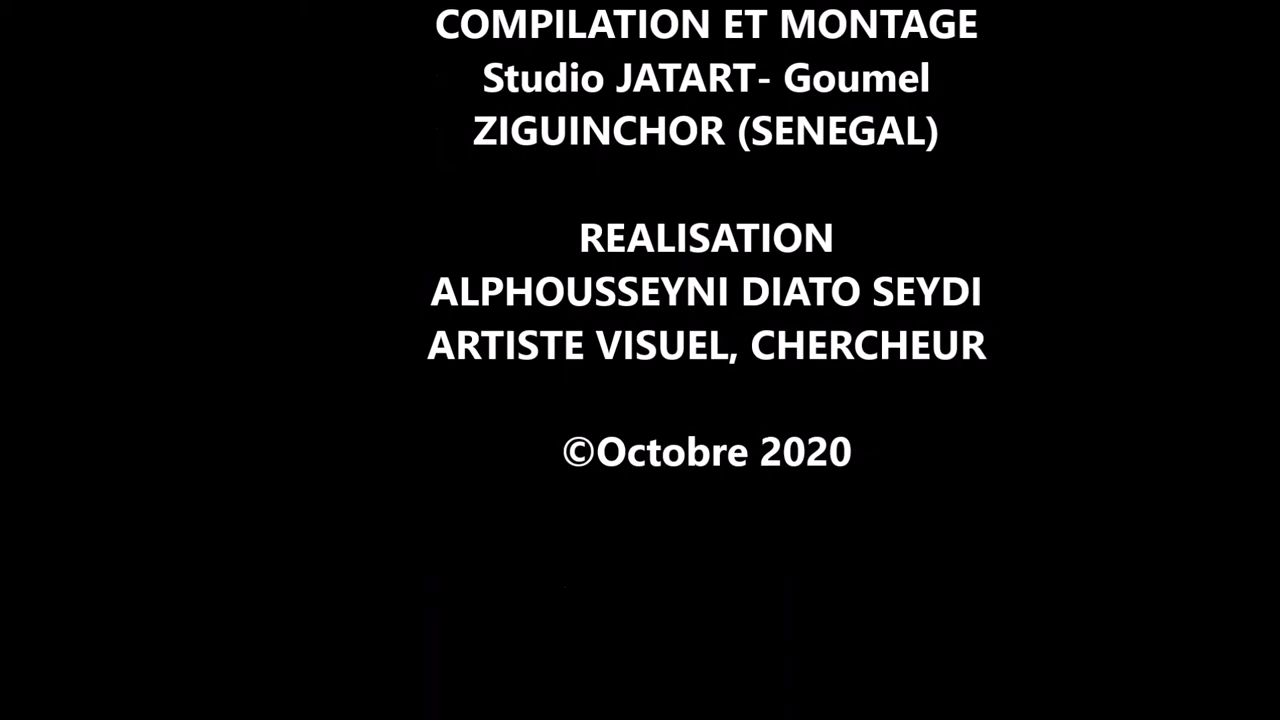 COMPILATION ET MONTAGE
Studio JATART- Goumel
ZIGUINCHOR (SENEGAL)
REALISATION
ALPHOUSSEYNI DIATO SEYDI
ARTISTE VISUEL, CHERCHEUR
©Octobre 2020